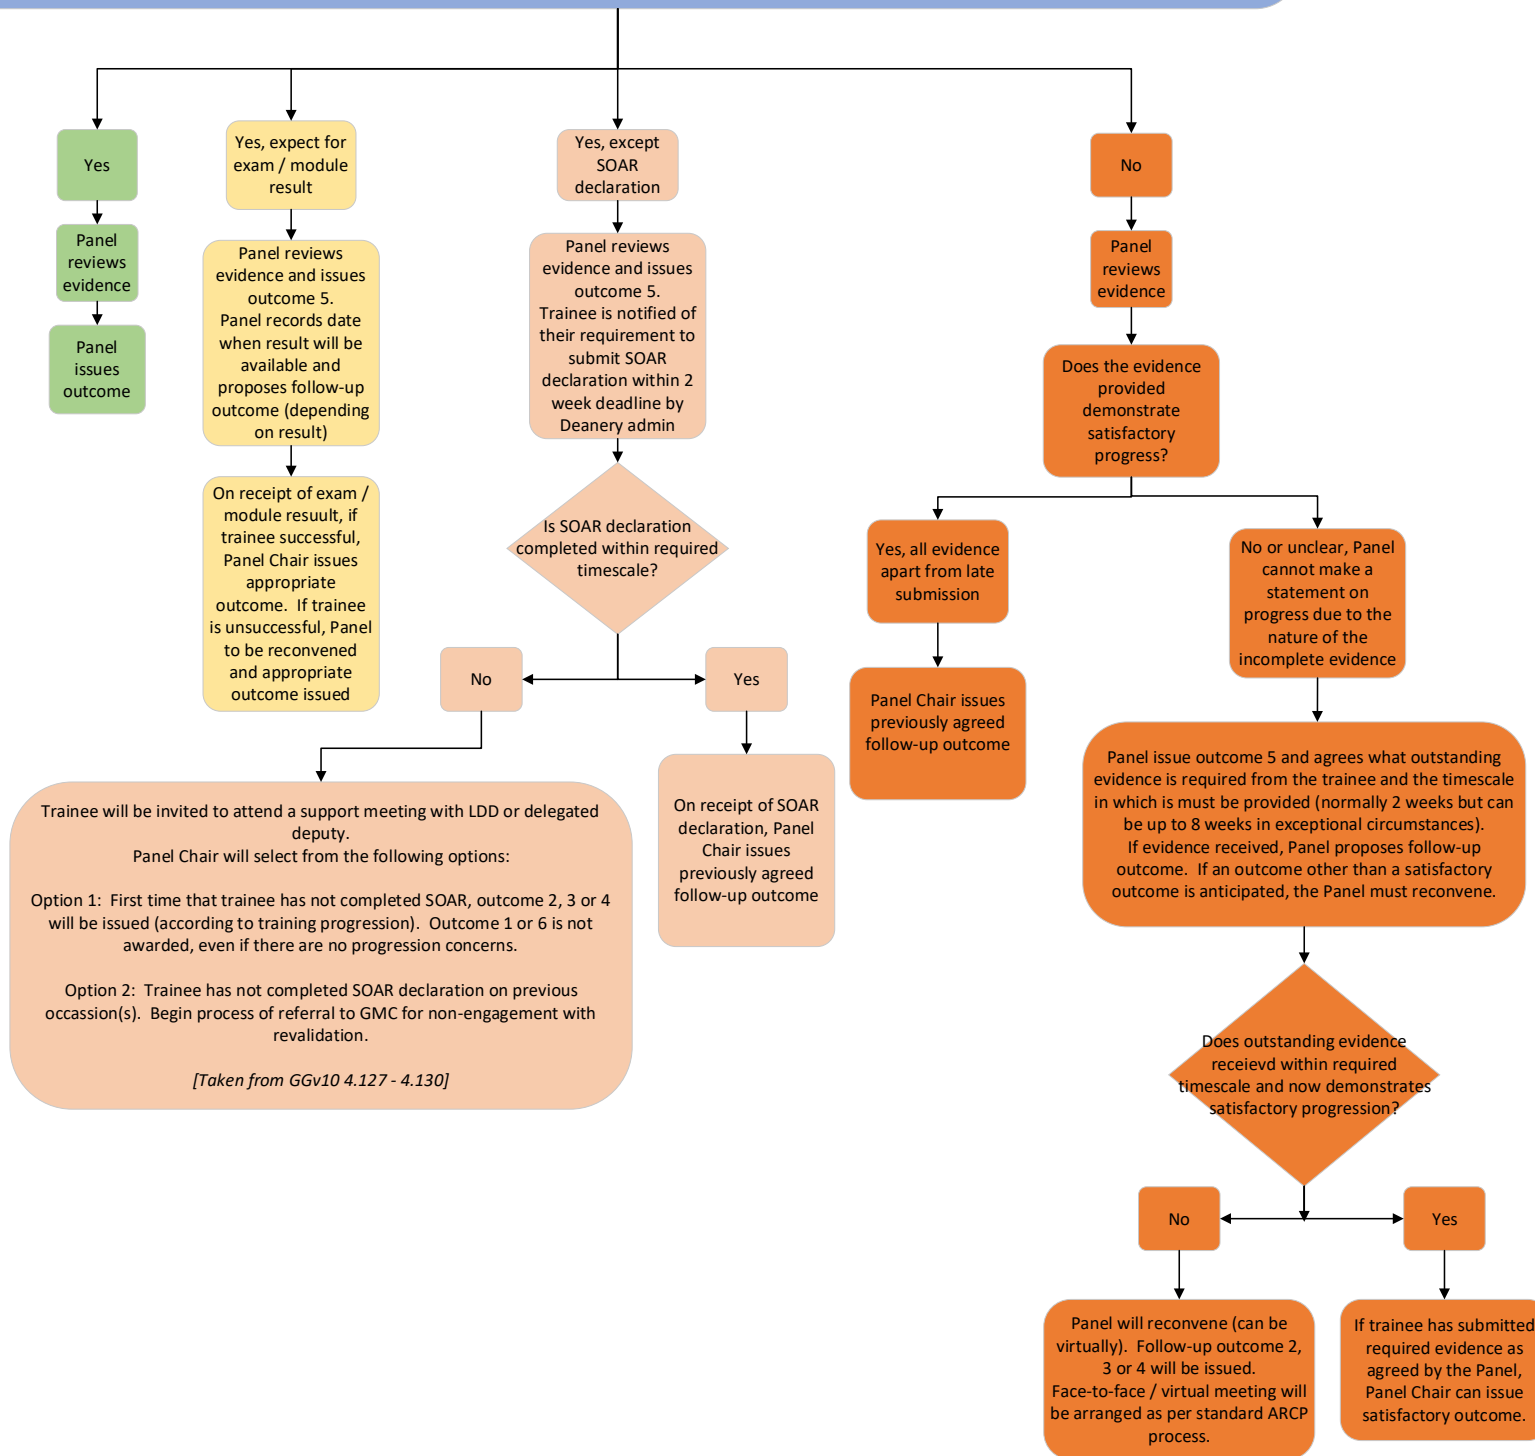 Yes
Panel
reviews
evidence
Panel
issues
outcome
Yes, expect for
exam / module
result
Panel reviews
evidence and issues
outcome 5.
Panel records date
when result will be
available and
proposes follow-up
outcome (depending
on result)
On receipt of exam /
module resuult, if
trainee successful,
Panel Chair issues
appropriate
outcome.  If trainee
is unsuccessful, Panel
to be reconvened
and appropriate
outcome issued
Yes, except
SOAR
declaration
Panel reviews
evidence and issues
outcome 5.
Trainee is notified of
their requirement to
submit SOAR
declaration within 2
week deadline by
Deanery admin
Is SOAR declaration
completed within required
timescale?
No
Yes
Trainee will be invited to attend a support meeting with LDD or delegated
deputy.
Panel Chair will select from the following options:
Option 1:  First time that trainee has not completed SOAR, outcome 2, 3 or 4
will be issued (according to training progression).  Outcome 1 or 6 is not
awarded, even if there are no progression concerns.
Option 2:  Trainee has not completed SOAR declaration on previous
occassion(s).  Begin process of referral to GMC for non-engagement with
revalidation.
[Taken from GGv10 4.127 - 4.130]
On receipt of SOAR
declaration, Panel
Chair issues
previously agreed
follow-up outcome
No
Panel
reviews
evidence
Does the evidence
provided
demonstrate
satisfactory
progress?
Yes, all evidence
apart from late
submission
Panel Chair issues
previously agreed
follow-up outcome
No or unclear, Panel
cannot make a
statement on
progress due to the
nature of the
incomplete evidence
Panel issue outcome 5 and agrees what outstanding
evidence is required from the trainee and the timescale
in which is must be provided (normally 2 weeks but can
be up to 8 weeks in exceptional circumstances).
If evidence received, Panel proposes follow-up
outcome.  If an outcome other than a satisfactory
outcome is anticipated, the Panel must reconvene.
Does outstanding evidence
receievd within required
timescale and now demonstrates
satisfactory progression?
No
Yes
Panel will reconvene (can be
virtually).  Follow-up outcome 2,
3 or 4 will be issued.
Face-to-face / virtual meeting will
be arranged as per standard ARCP
process.
If trainee has submitted
required evidence as
agreed by the Panel,
Panel Chair can issue
satisfactory outcome.